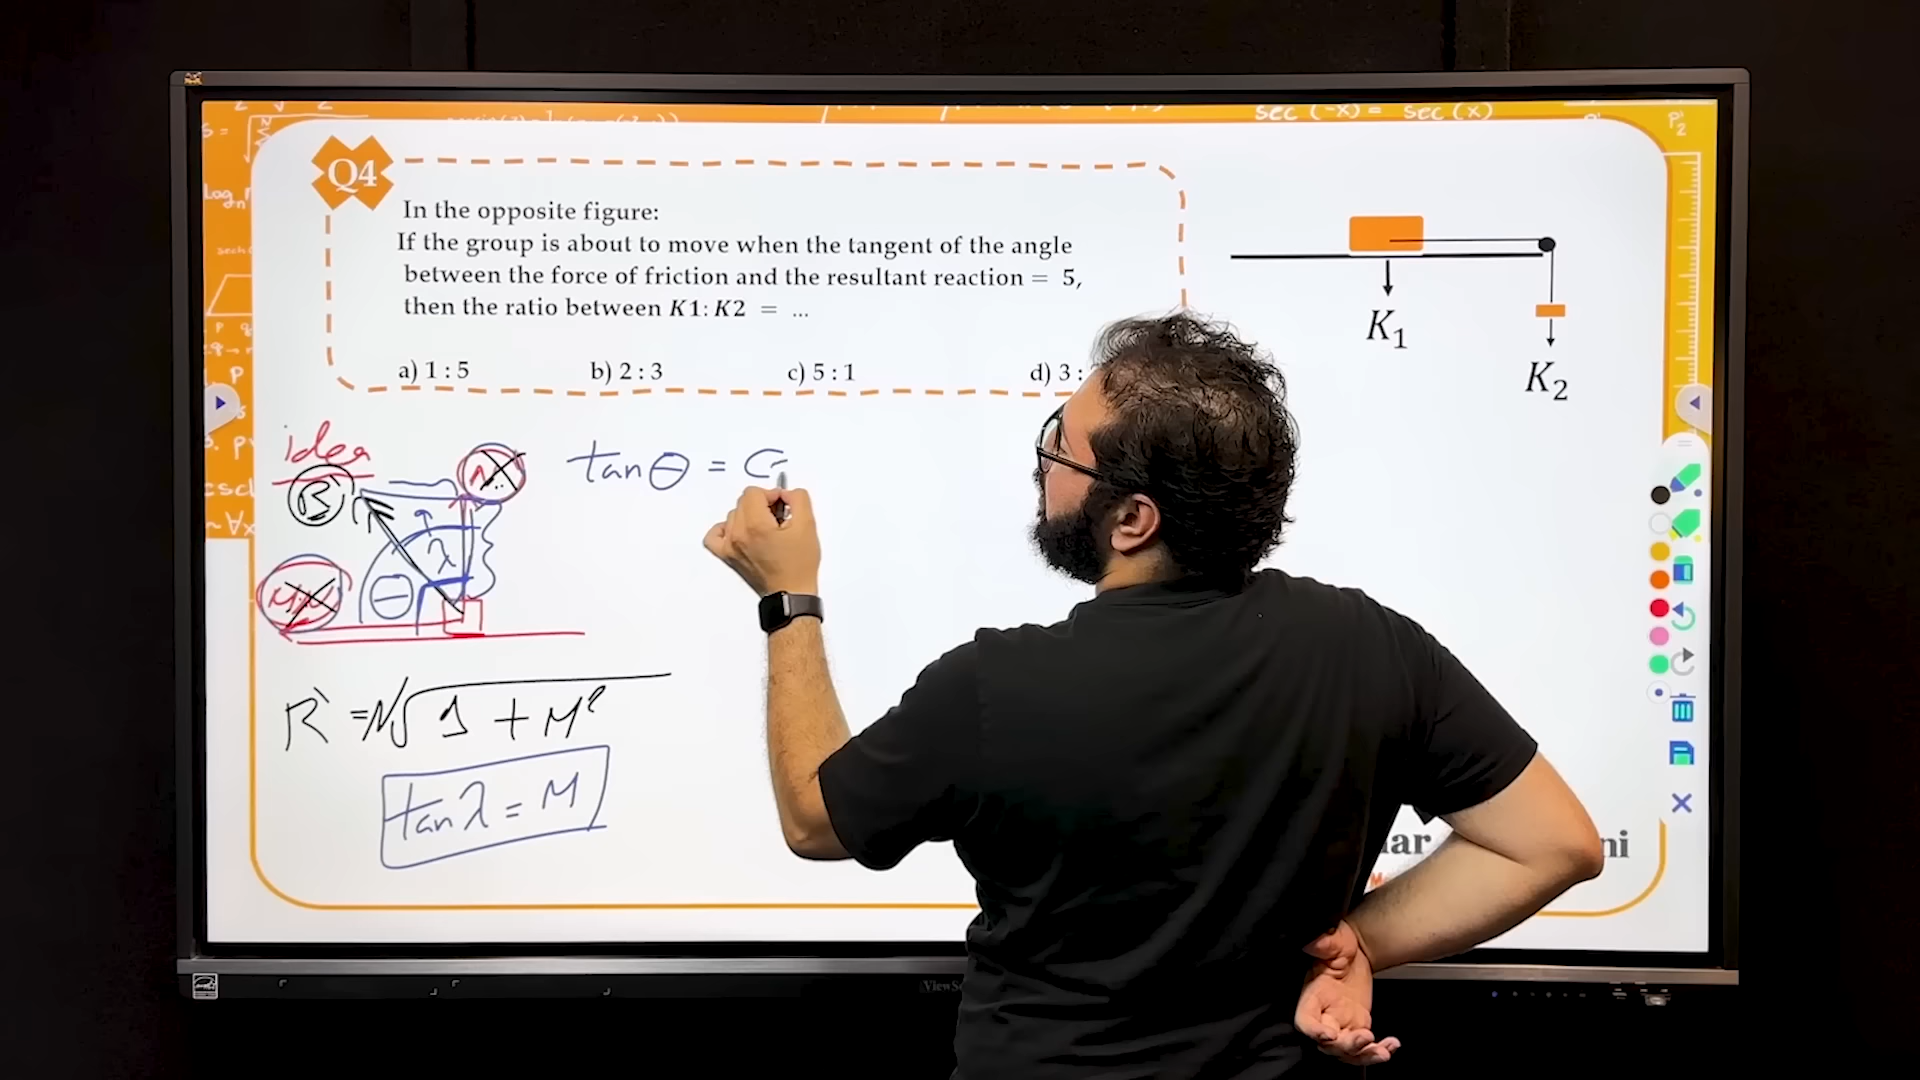 sec (-x) = sec (x)
Q4
In the opposite figure:
If the group is about to move when the tangent of the angle
between the force of friction and the resultant reaction = 5,
then the ratio between K1: K2 = ...
a) 1 : 5 b) 2 : 3 c) 5 : 1 d) 3 :
K₁
K₂
idea
tan θ =
λ
θ
R' = N√1 + M²
tan λ = M
ViewS